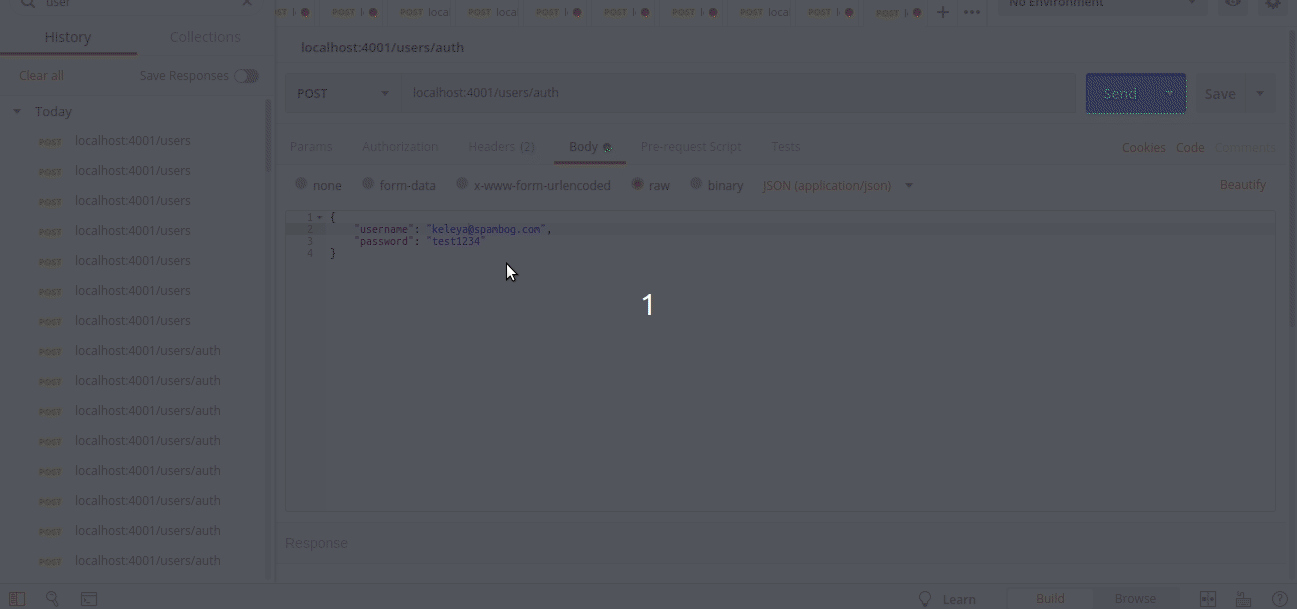 user
POST
POST
POST loca
POST loca
POST
POST
POST
POST loca
POST
POST
No Environment
History
Collections
localhost:4001/users/auth
Clear all
Save Responses
POST
localhost:4001/users/auth
Send
Save
Today
POST localhost:4001/users
POST localhost:4001/users
POST localhost:4001/users
POST localhost:4001/users
POST localhost:4001/users
POST localhost:4001/users
POST localhost:4001/users
POST localhost:4001/users/auth
POST localhost:4001/users/auth
POST localhost:4001/users/auth
POST localhost:4001/users/auth
POST localhost:4001/users/auth
POST localhost:4001/users/auth
POST localhost:4001/users/auth
POST localhost:4001/users/auth
Params
Authorization
Headers (2)
Body
Pre-request Script
Tests
Cookies
Code
Comments
none
form-data
x-www-form-urlencoded
raw
binary
JSON (application/json)
Beautify
1 {
2 "username": "keleya@spambog.com",
3 "password": "test1234"
4 }
1
Response
Learn
Build
Browse